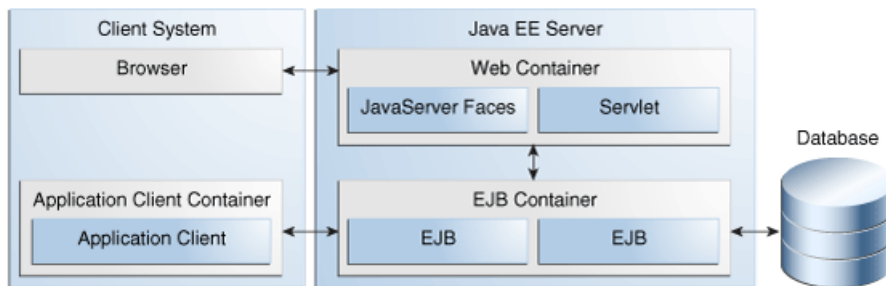 Client System
Browser
Application Client Container
Application Client
Java EE Server
Web Container
JavaServer Faces
Servlet
EJB Container
EJB
EJB
Database